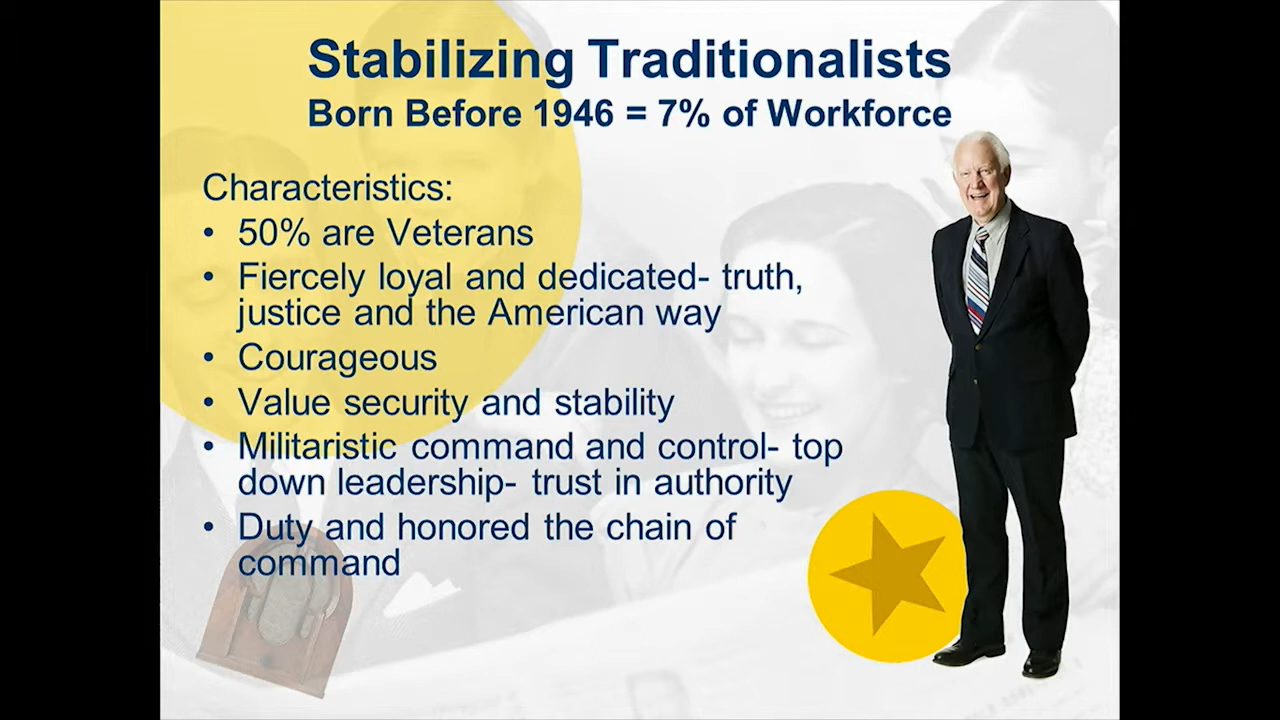 Stabilizing Traditionalists
Born Before 1946 = 7% of Workforce
Characteristics:
• 50% are Veterans
• Fiercely loyal and dedicated- truth,
justice and the American way
• Courageous
• Value security and stability
• Militaristic command and control- top
down leadership- trust in authority
• Duty and honored the chain of
command